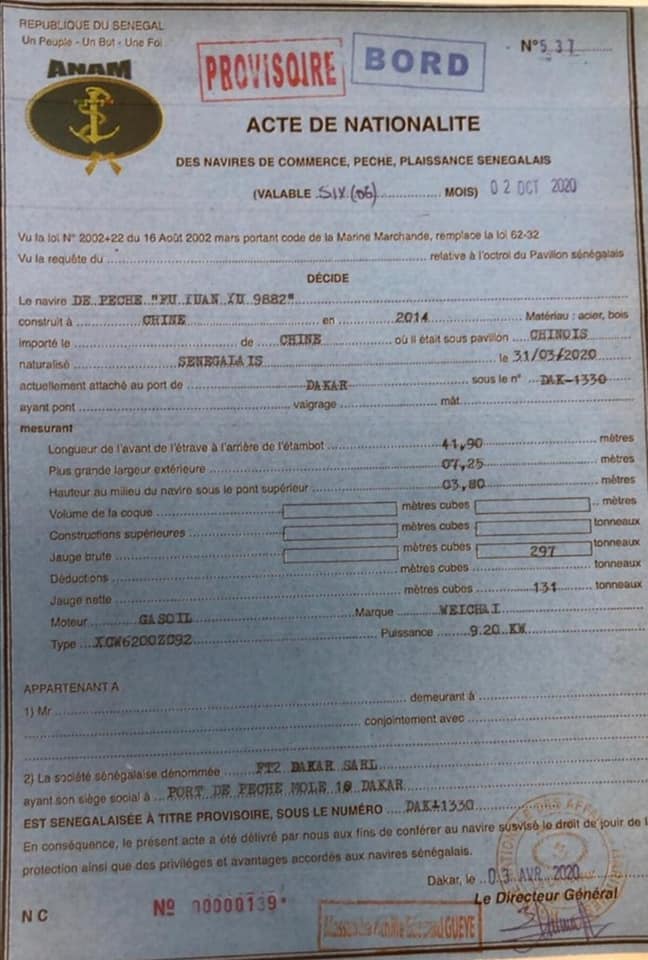 REPUBLIQUE DU SENEGAL
Un Peuple - Un But - Une Foi
ANAM
PROVISOIRE
BORD
N° 537
ACTE DE NATIONALITE
DES NAVIRES DE COMMERCE, PECHE, PLAISSANCE SENEGALAIS
(VALABLE SIX (06) MOIS) 02 OCT 2020
Vu la loi N° 2002+22 du 16 Août 2002 mars portant code de la Marine Marchande, remplace la loi 62-32
Vu la requête du relative à l'octrol du Pavillon sénégalais
DÉCIDE
Le navire DE PECHE "FU YUAN YU 9882"
construit à CHINE en 2014 Matériau : acier, bois
importé le de CHINE où il était sous pavillon CHINOIS
naturalisé SENEGALAIS le 31/03/2020
actuellement attaché au port de DAKAR sous le n° DAK-1330
ayant pont vaigrage mât
mesurant
Longueur de l'avant de l'étrave à l'arrière de l'étambot 41,90 mètres
Plus grande largeur extérieure 07,25 mètres
Hauteur au milieu du navire sous le pont supérieur 03,80 mètres
Volume de la coque mètres cubes mètres
Constructions supérieures mètres cubes tonneaux
Jauge brute mètres cubes 297 tonneaux
Déductions mètres cubes tonneaux
Jauge nette mètres cubes 131 tonneaux
Moteur GASOIL Marque WEICHAI
Type XCW6200ZC92 Puissance 9.20 KW
APPARTENANT A
1) Mr demeurant à
conjointement avec
2) La société sénégalaise dénommée FT2 DAKAR SARL
ayant son siège social à PORT DE PECHE MOLE 10 DAKAR
EST SENEGALAISÉE À TITRE PROVISOIRE, SOUS LE NUMÉRO DAK-1330
En conséquence, le présent acte a été délivré par nous aux fins de conférer au navire susvisé le droit de jouir de l
protection ainsi que des privilèges et avantages accordés aux navires sénégalais.
Dakar, le 03 AVR 2020
Le Directeur Général
N C
Nº 00000139*
GUEYE